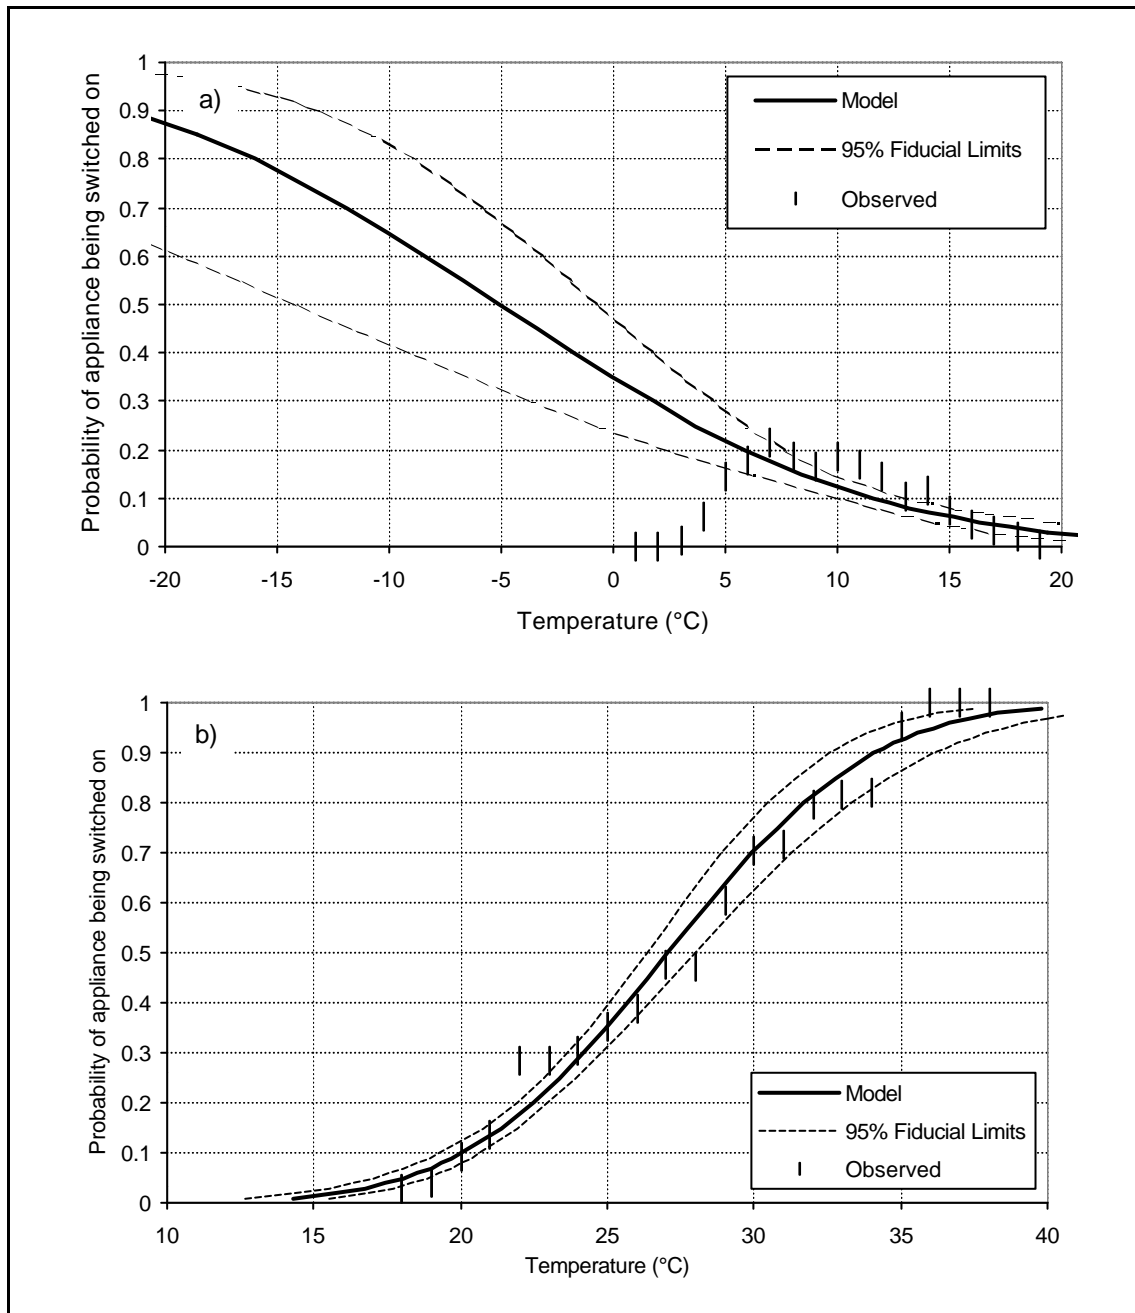 Probability of appliance being switched on
1
0.9
0.8
0.7
0.6
0.5
0.4
0.3
0.2
0.1
0
a)
Model
95% Fiducial Limits
Observed
-20 -15 -10 -5 0 5 10 15 20
Temperature (°C)
Probability of appliance being switched on
1
0.9
0.8
0.7
0.6
0.5
0.4
0.3
0.2
0.1
0
b)
Model
95% Fiducial Limits
Observed
10 15 20 25 30 35 40
Temperature (°C)